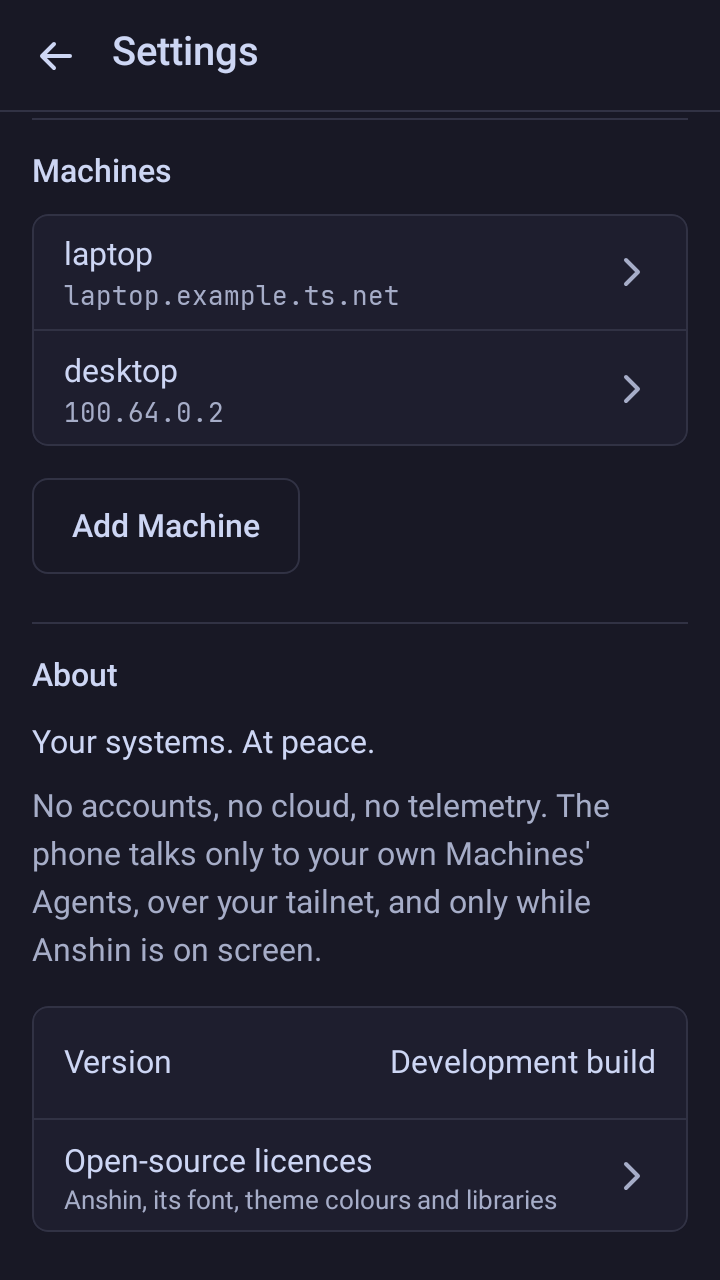 Settings
Machines
laptop
laptop.example.ts.net
desktop
100.64.0.2
Add Machine
About
Your systems. At peace.
No accounts, no cloud, no telemetry. The
phone talks only to your own Machines'
Agents, over your tailnet, and only while
Anshin is on screen.
Version Development build
Open-source licences
Anshin, its font, theme colours and libraries